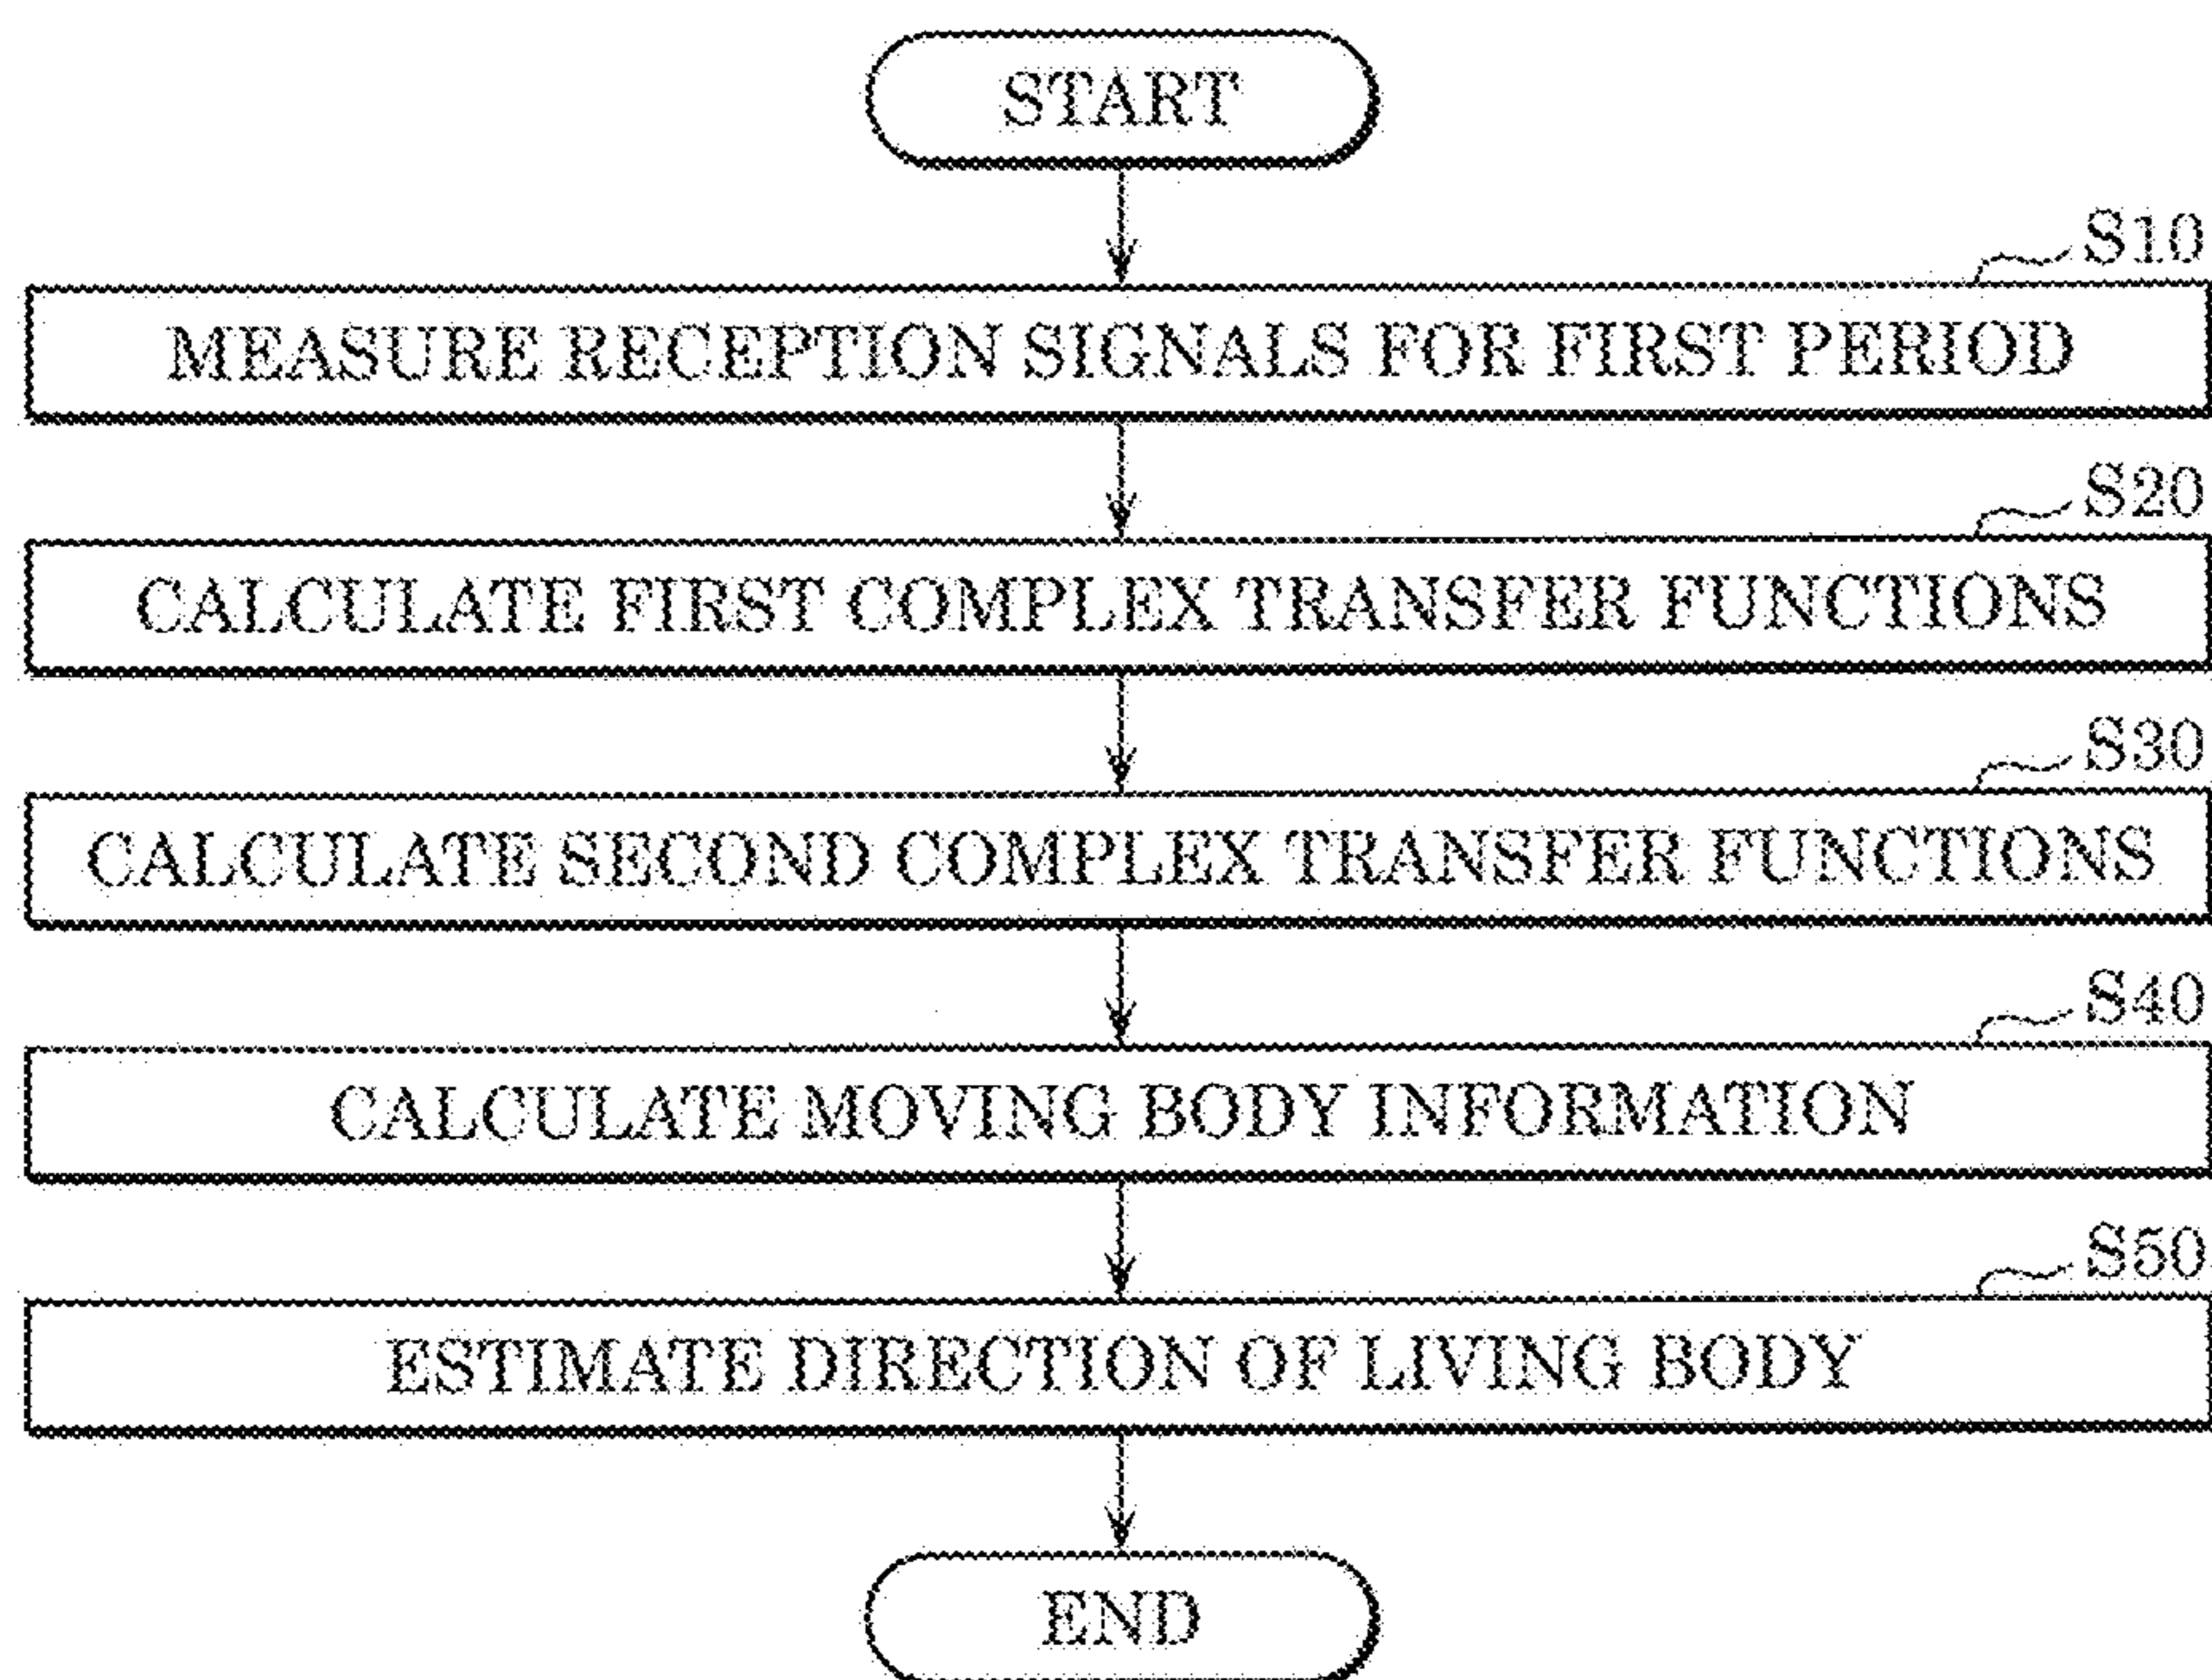 START
S10
MEASURE RECEPTION SIGNALS FOR FIRST PERIOD
S20
CALCULATE FIRST COMPLEX TRANSFER FUNCTIONS
S30
CALCULATE SECOND COMPLEX TRANSFER FUNCTIONS
S40
CALCULATE MOVING BODY INFORMATION
S50
ESTIMATE DIRECTION OF LIVING BODY
END